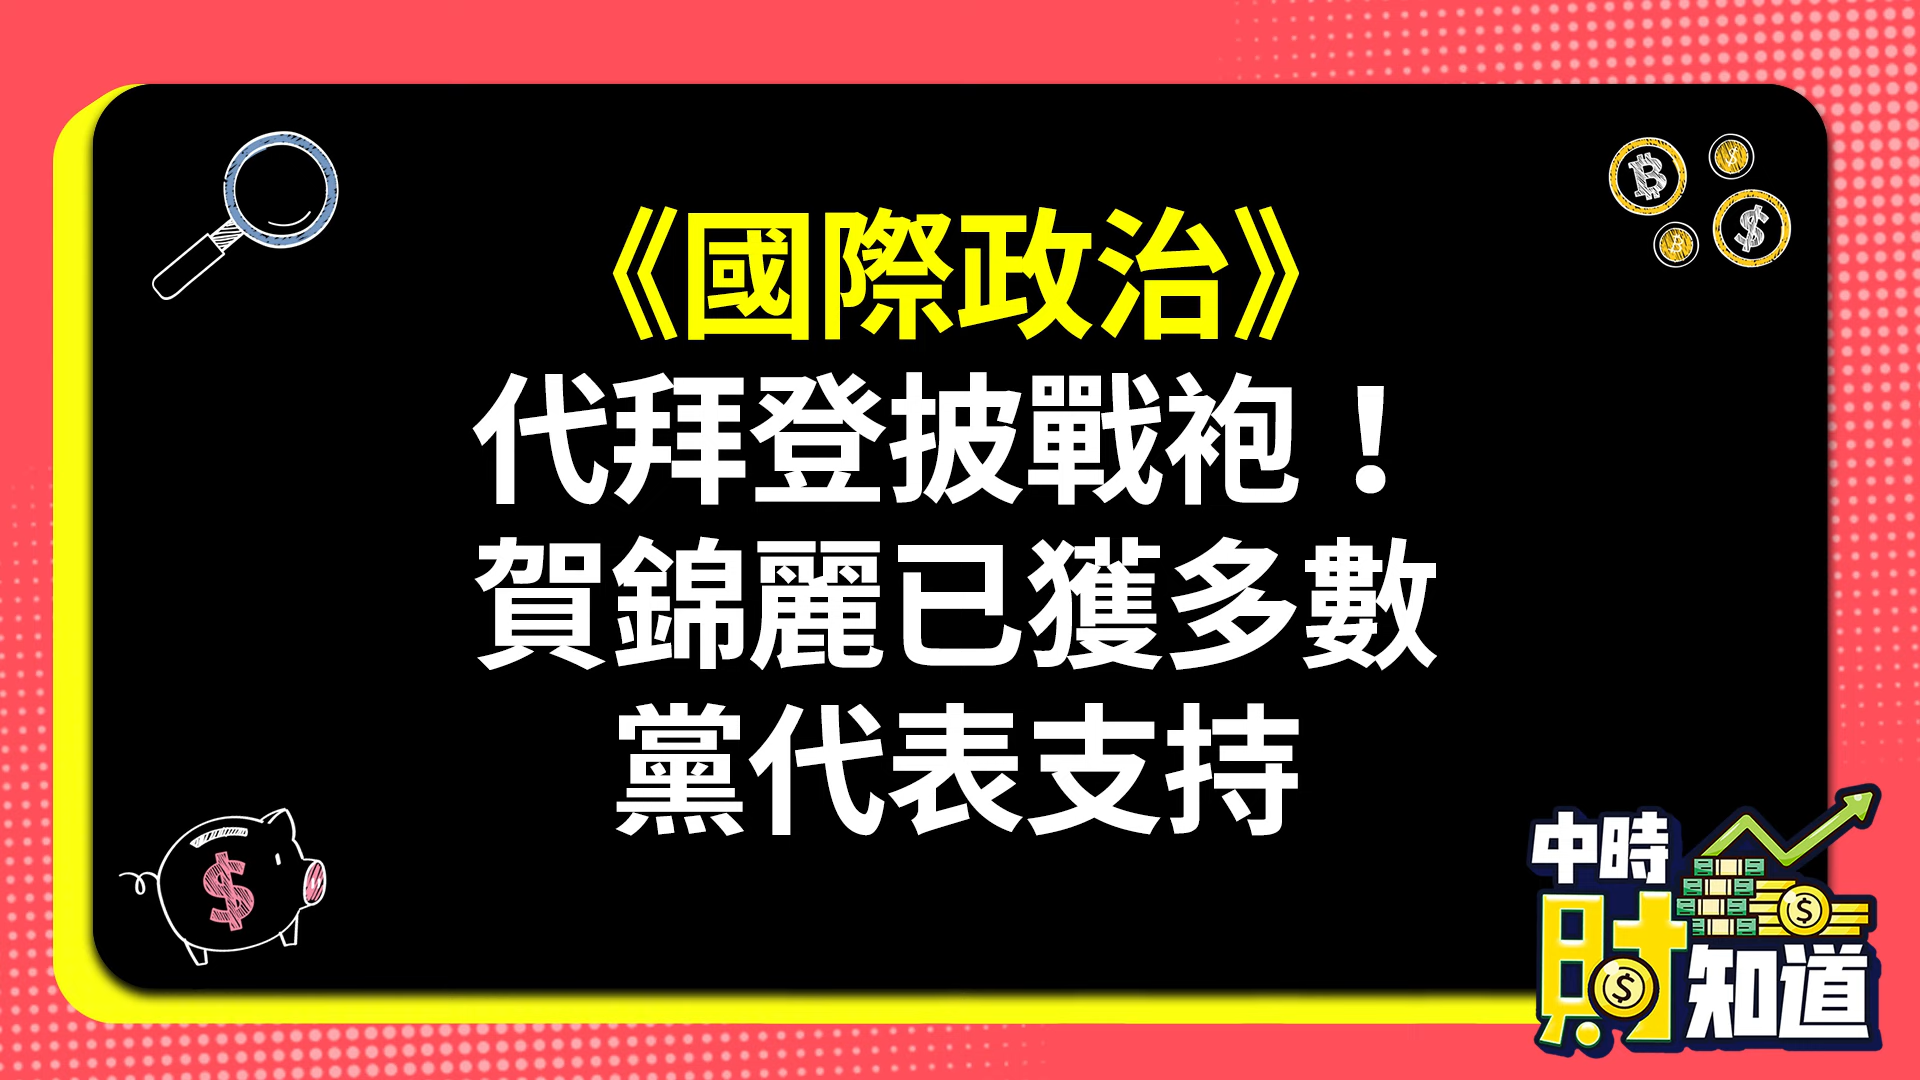 《國際政治》
代拜登披戰袍！
賀錦麗已獲多數
黨代表支持
中時
財知道